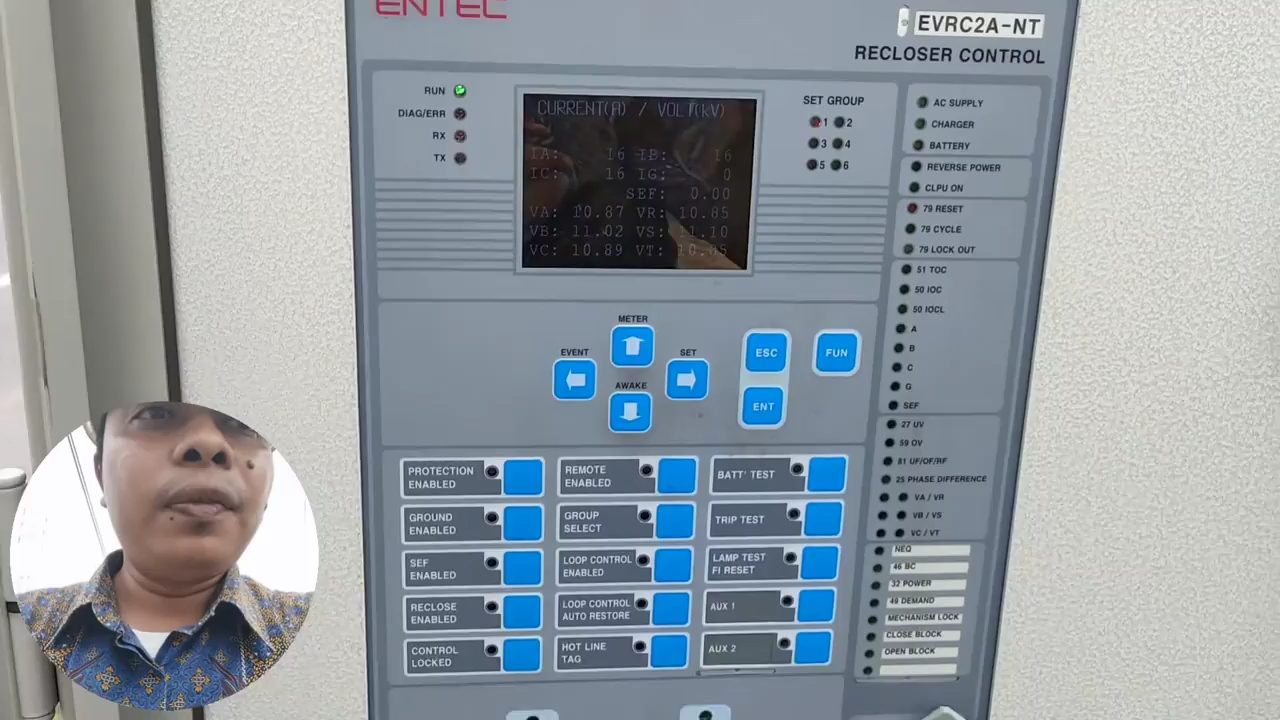 ENTEC
EVRC2A-NT
RECLOSER CONTROL
RUN
DIAG/ERR
RX
TX
CURRENT(A) / VOLT(kV)
IA: 16 IB: 16
IC: 16 IG: 0
SEF: 0.00
VA: 10.87 VR: 10.85
VB: 11.02 VS: 11.10
VC: 10.89 VT:
SET GROUP
1 2
3 4
5 6
AC SUPPLY
CHARGER
BATTERY
REVERSE POWER
CLPU ON
79 RESET
79 CYCLE
79 LOCK OUT
51 TOC
50 IOC
50 IOCL
A
B
C
G
SEF
27 UV
59 OV
81 UF/OF/RF
25 PHASE DIFFERENCE
VA / VR
VB / VS
VC / VT
NEQ
46 BC
32 POWER
49 DEMAND
MECHANISM LOCK
CLOSE BLOCK
OPEN BLOCK
METER
EVENT
SET
AWAKE
ESC
FUN
ENT
PROTECTION ENABLED
REMOTE ENABLED
BATT' TEST
GROUND ENABLED
GROUP SELECT
TRIP TEST
SEF ENABLED
LOOP CONTROL ENABLED
LAMP TEST FI RESET
RECLOSE ENABLED
LOOP CONTROL AUTO RESTORE
AUX 1
CONTROL LOCKED
HOT LINE TAG
AUX 2